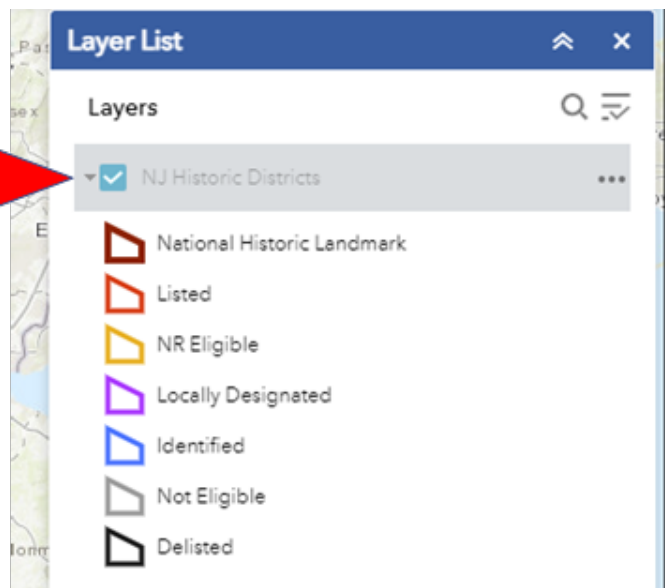 Layer List
Layers
NJ Historic Districts
National Historic Landmark
Listed
NR Eligible
Locally Designated
Identified
Not Eligible
Delisted